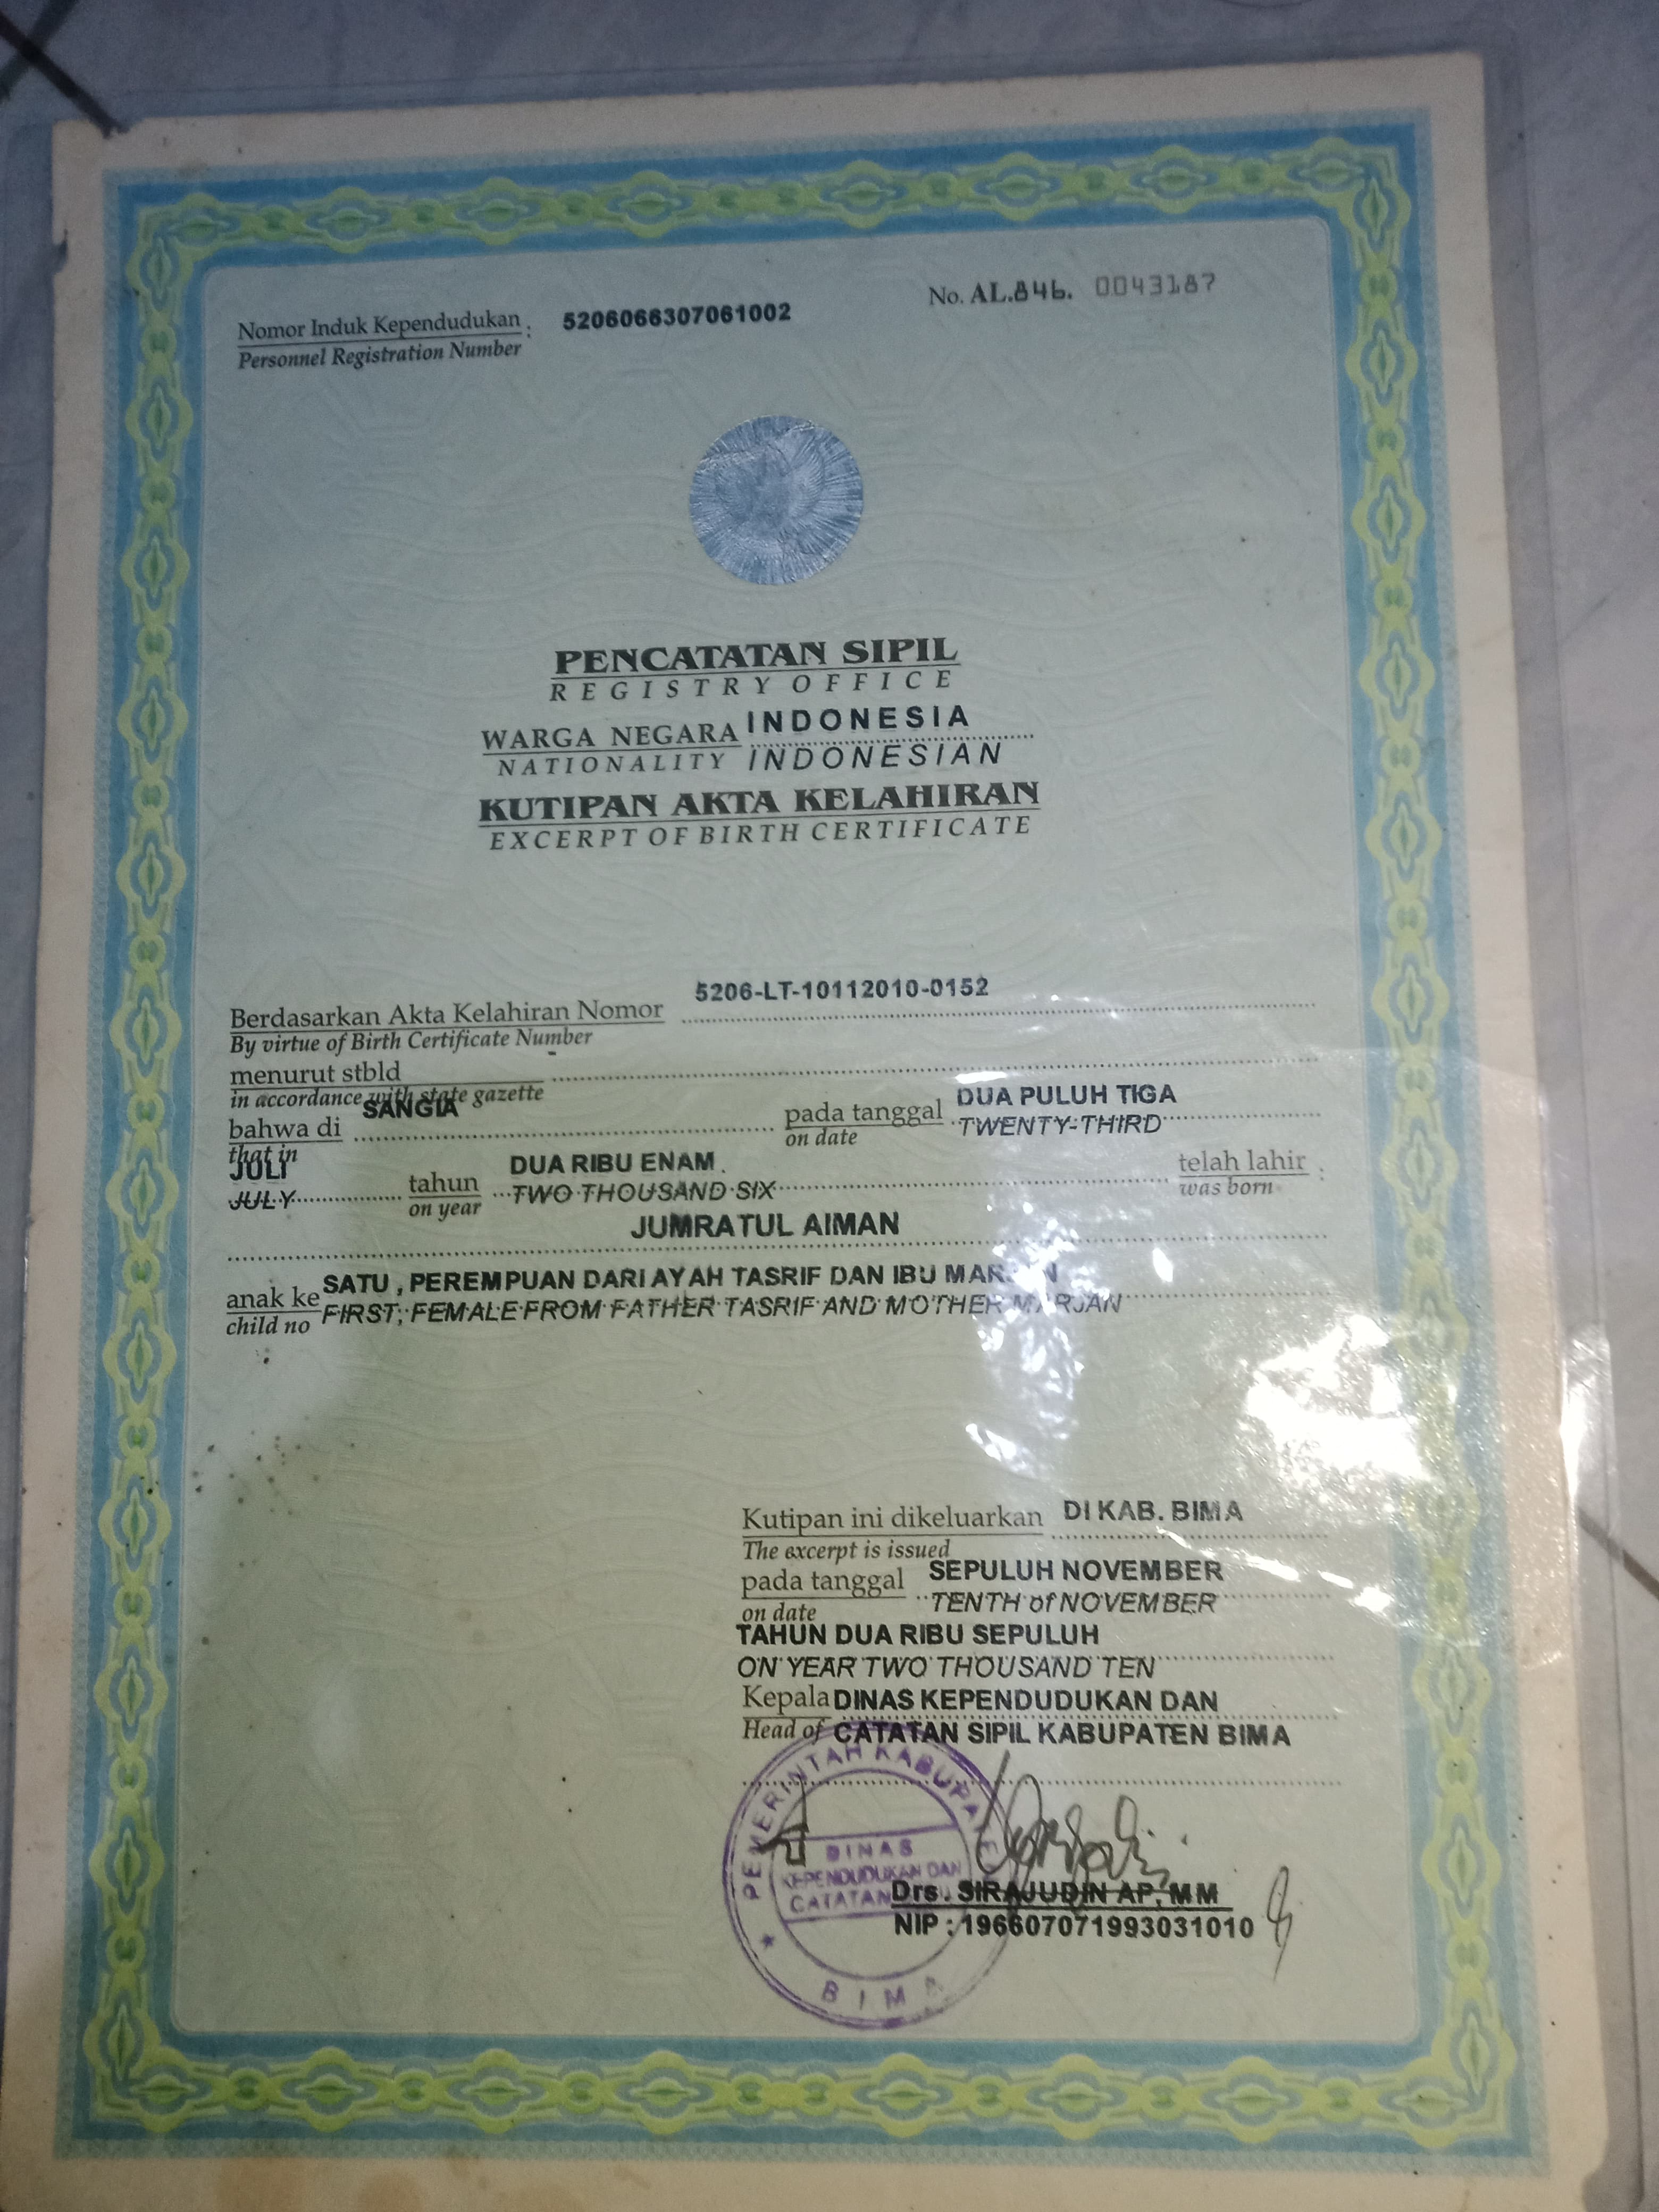 Nomor Induk Kependudukan : 5206066307061002 No. AL.846. 0043187
Personnel Registration Number
PENCATATAN SIPIL
REGISTRY OFFICE
WARGA NEGARA INDONESIA
NATIONALITY INDONESIAN
KUTIPAN AKTA KELAHIRAN
EXCERPT OF BIRTH CERTIFICATE
Berdasarkan Akta Kelahiran Nomor 5206-LT-10112010-0152
By virtue of Birth Certificate Number
menurut stbld -
in accordance with state gazette
bahwa di SANGIA pada tanggal DUA PULUH TIGA
that in on date TWENTY-THIRD
JULI tahun DUA RIBU ENAM telah lahir :
JULY on year TWO THOUSAND SIX was born
JUMRATUL AIMAN
anak ke SATU , PEREMPUAN DARI AYAH TASRIF DAN IBU MARJAN
child no FIRST, FEMALE FROM FATHER TASRIF AND MOTHER MARJAN
Kutipan ini dikeluarkan DI KAB. BIMA
The excerpt is issued
pada tanggal SEPULUH NOVEMBER
on date TENTH of NOVEMBER
TAHUN DUA RIBU SEPULUH
ON YEAR TWO THOUSAND TEN
Kepala DINAS KEPENDUDUKAN DAN
Head of CATATAN SIPIL KABUPATEN BIMA
PEMERINTAH KABUPATE
DINAS
KEPENDUDUKAN DAN
CATATAN
BIMA
Drs. SIRAJUDIN AP, MM
NIP : 196607071993031010